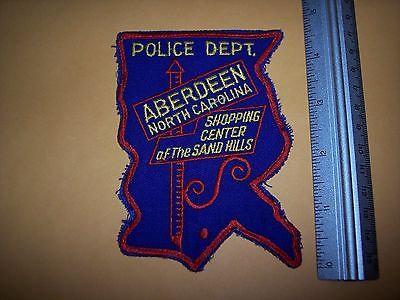 POLICE DEPT.
ABERDEEN
NORTH CAROLINA
SHOPPING
CENTER
of The SAND HILLS